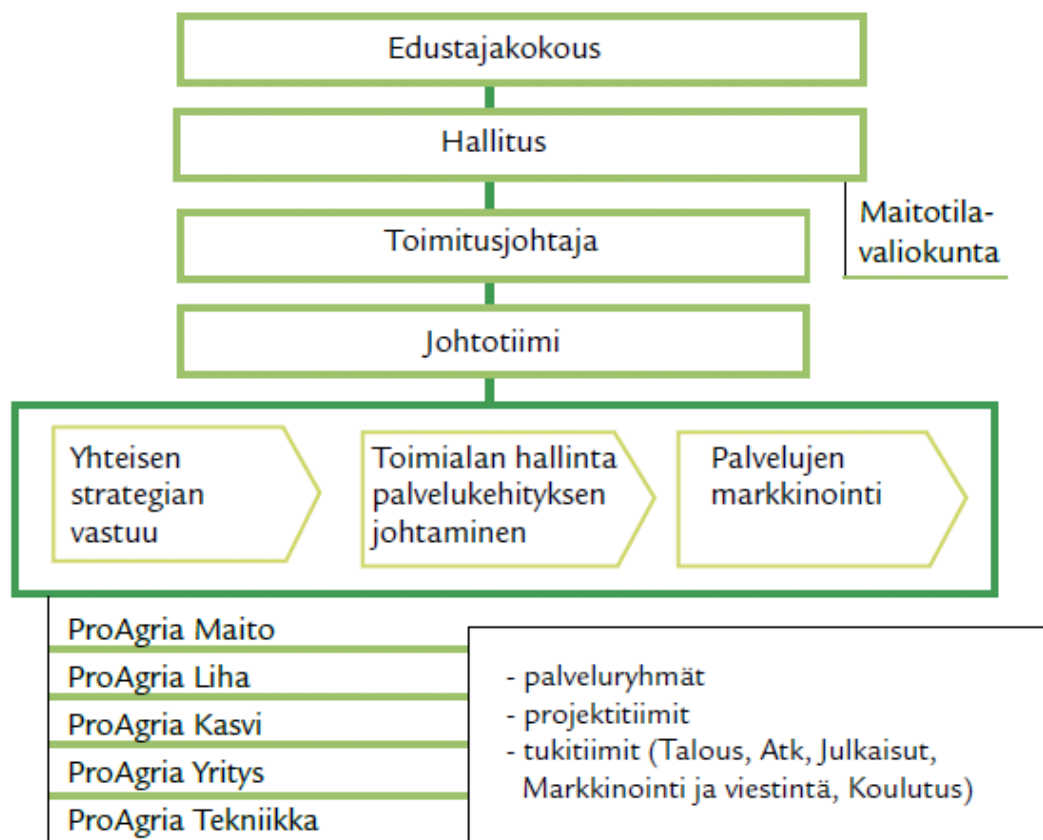 Edustajakokous
Hallitus
Maitotila-
valiokunta
Toimitusjohtaja
Johtotiimi
Yhteisen
strategian
vastuu
Toimialan hallinta
palvelukehityksen
johtaminen
Palvelujen
markkinointi
ProAgria Maito
ProAgria Liha
ProAgria Kasvi
ProAgria Yritys
ProAgria Tekniikka
- palveluryhmät
- projektitiimit
- tukitiimit (Talous, Atk, Julkaisut,
Markkinointi ja viestintä, Koulutus)